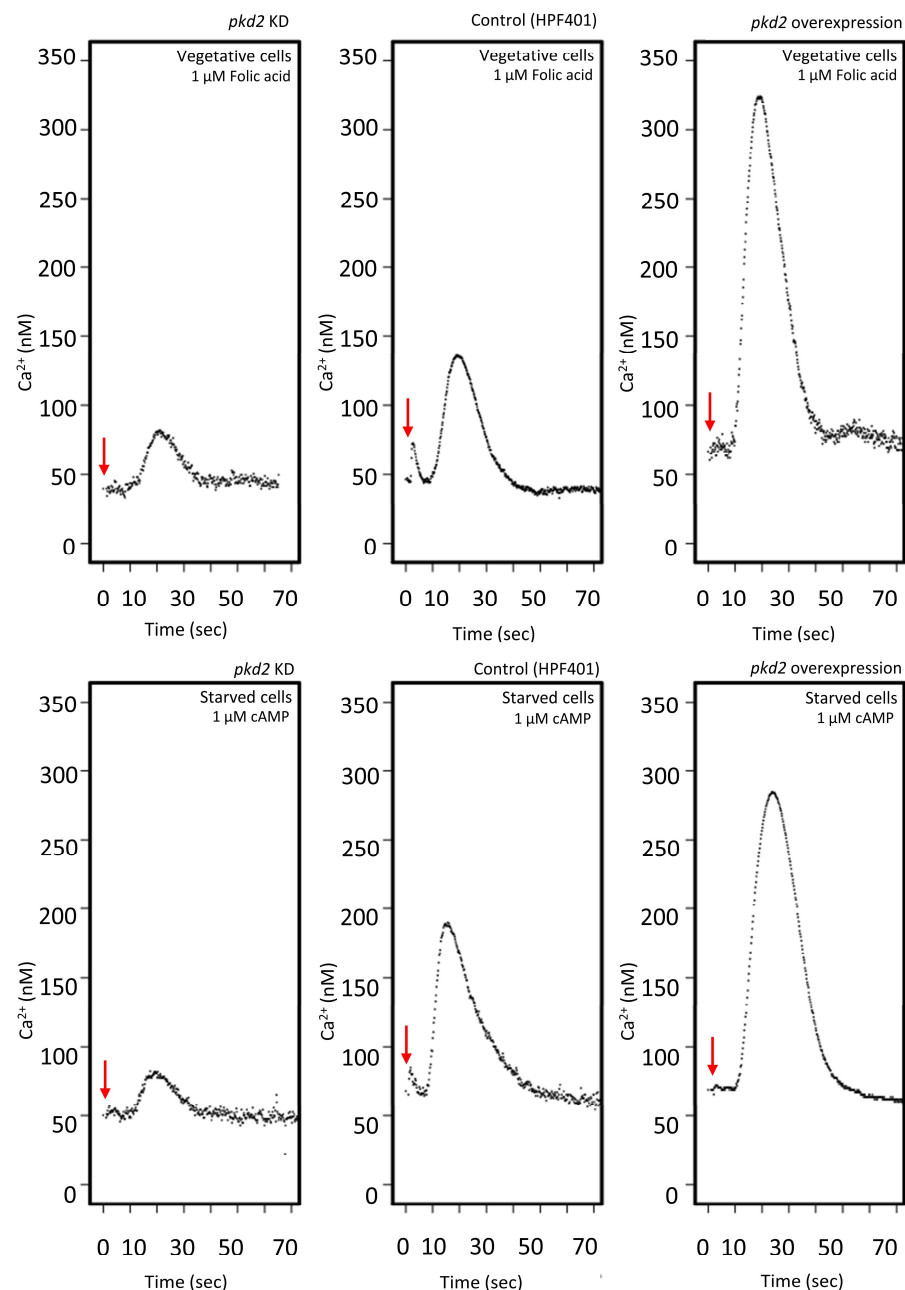 pkd2 KD
Vegetative cells
1 µM Folic acid
350
300
250
200
150
100
50
0
Ca2+ (nM)
0 10 30 50 70
Time (sec)
Control (HPF401)
Vegetative cells
1 µM Folic acid
350
300
250
200
150
100
50
0
Ca2+ (nM)
0 10 30 50 70
Time (sec)
pkd2 overexpression
Vegetative cells
1 µM Folic acid
350
300
250
200
150
100
50
0
Ca2+ (nM)
0 10 30 50 70
Time (sec)
pkd2 KD
Starved cells
1 µM cAMP
350
300
250
200
150
100
50
0
Ca2+ (nM)
0 10 30 50 70
Time (sec)
Control (HPF401)
Starved cells
1 µM cAMP
350
300
250
200
150
100
50
0
Ca2+ (nM)
0 10 30 50 70
Time (sec)
pkd2 overexpression
Starved cells
1 µM cAMP
350
300
250
200
150
100
50
0
Ca2+ (nM)
0 10 30 50 70
Time (sec)